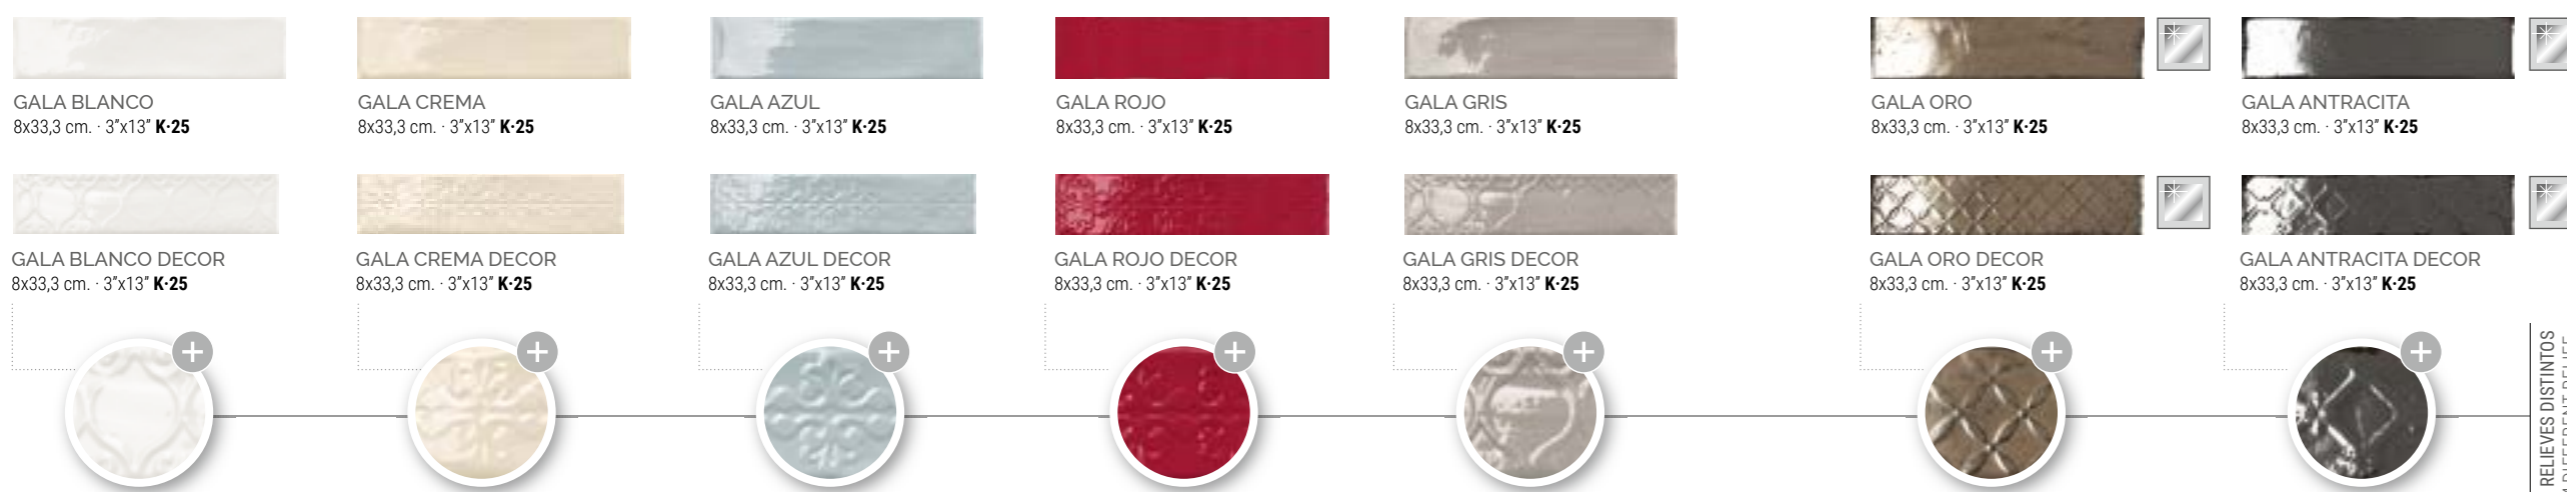 GALA BLANCO
8x33,3 cm. · 3"x13" K·25
GALA CREMA
8x33,3 cm. · 3"x13" K·25
GALA AZUL
8x33,3 cm. · 3"x13" K·25
GALA ROJO
8x33,3 cm. · 3"x13" K·25
GALA GRIS
8x33,3 cm. · 3"x13" K·25
GALA ORO
8x33,3 cm. · 3"x13" K·25
GALA ANTRACITA
8x33,3 cm. · 3"x13" K·25
GALA BLANCO DECOR
8x33,3 cm. · 3"x13" K·25
GALA CREMA DECOR
8x33,3 cm. · 3"x13" K·25
GALA AZUL DECOR
8x33,3 cm. · 3"x13" K·25
GALA ROJO DECOR
8x33,3 cm. · 3"x13" K·25
GALA GRIS DECOR
8x33,3 cm. · 3"x13" K·25
GALA ORO DECOR
8x33,3 cm. · 3"x13" K·25
GALA ANTRACITA DECOR
8x33,3 cm. · 3"x13" K·25
RELIEVES DISTINTOS